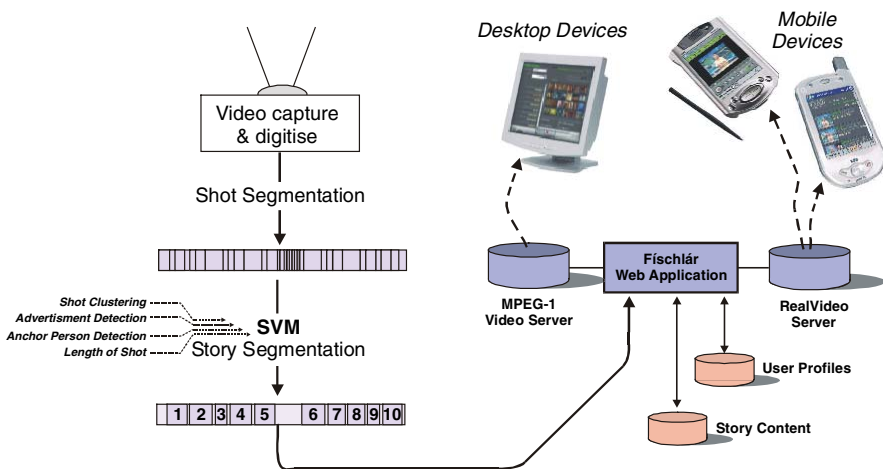 Desktop Devices
Mobile
Devices
Video capture
& digitise
Shot Segmentation
Físchlár
Web Application
MPEG-1
Video Server
RealVideo
Server
Shot Clustering
Advertisment Detection
Anchor Person Detection
Length of Shot
SVM
Story Segmentation
User Profiles
1 2 3 4 5 6 7 8 9 10
Story Content